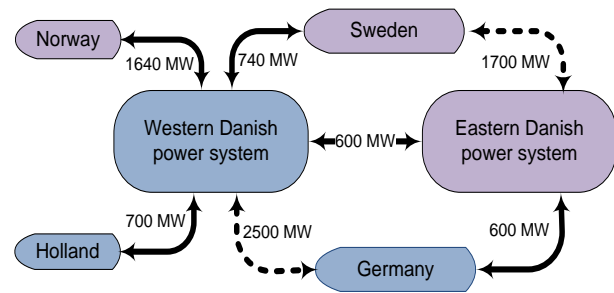 Norway
Sweden
1640 MW
740 MW
1700 MW
Western Danish
power system
600 MW
Eastern Danish
power system
700 MW
2500 MW
600 MW
Holland
Germany